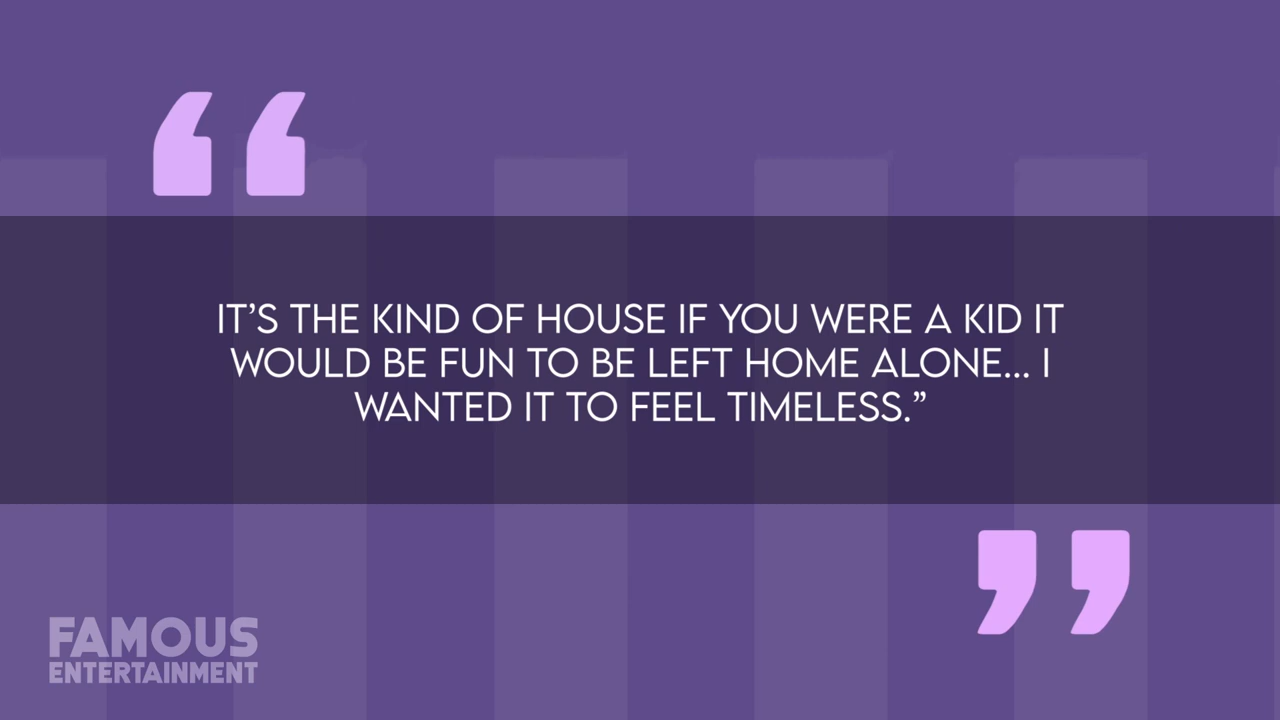 “
IT’S THE KIND OF HOUSE IF YOU WERE A KID IT
WOULD BE FUN TO BE LEFT HOME ALONE... I
WANTED IT TO FEEL TIMELESS.”
”
FAMOUS
ENTERTAINMENT